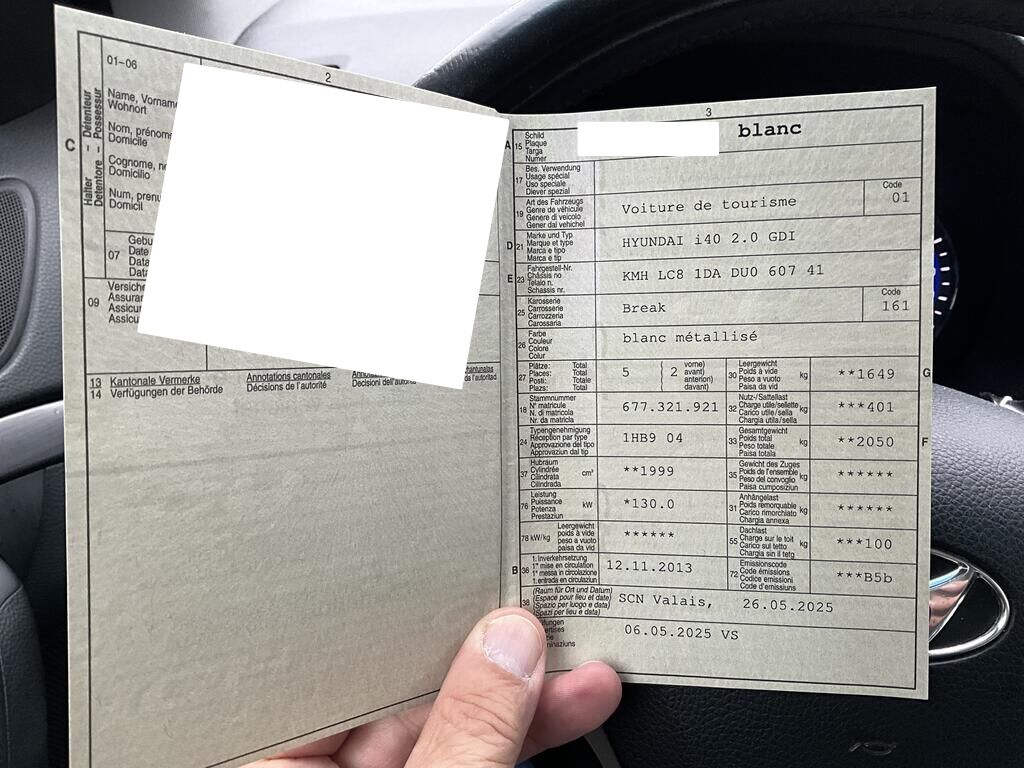 2
01-06
C
Halter – Détenteur
Detentore – Possessur
Name, Vorname
Wohnort
Nom, prénoms
Domicile
Cognome,
Domicilio
Num,
Domicil
07
Date
Data
Data
09
13 Kantonale Vermerke
14 Verfügungen der Behörde
Annotations cantonales
Décisions de l'autorité
Decisioni dell'autorità
3
A 15 Schild
Plaque
Targa
Numer
blanc
17 Bes. Verwendung
Usage spécial
Uso speciale
Diever spezial
19 Art des Fahrzeugs
Genre de véhicule
Genere di veicolo
Gener dal vehichel
Voiture de tourisme
Code
01
D 21 Marke und Typ
Marque et type
Marca e tipo
Marca e tip
HYUNDAI i40 2.0 GDI
E 23 Fahrgestell-Nr.
Châssis no
Telaio n.
Schassis nr.
KMH LC8 1DA DU0 607 41
25 Karosserie
Carrosserie
Carrozzeria
Carossaria
Break
Code
161
26 Farbe
Couleur
Colore
Colur
blanc métallisé
27 Plätze: Total
Places: Total
Posti: Totale
Plazs: Total
5 ( 2 vorne)
avant)
anteriori)
davant)
30 Leergewicht
Poids à vide
Peso a vuoto
Paisa da vid
kg
**1649
G
18 Stammnummer
N° matricule
N. di matricola
Nr. da matricla
677.321.921
32 Nutz-/Sattellast
Charge utile/sellette
Carico utile/sella
Chargia utila/sella
kg
***401
24 Typengenehmigung
Réception par type
Approvazione del tipo
Approvaziun dal tip
1HB9 04
33 Gesamtgewicht
Poids total
Peso totale
Paisa totala
kg
**2050
F
37 Hubraum
Cylindrée
Cilindrata
Cilindrada
cm³
**1999
35 Gewicht des Zuges
Poids de l'ensemble
Peso del convoglio
Paisa cumposiziun
kg
******
76 Leistung
Puissance
Potenza
Prestaziun
kW
*130.0
31 Anhängelast
Poids remorquable
Carico rimorchiato
Chargia annexa
kg
******
78 kW/kg
Leergewicht
poids à vide
peso a vuoto
paisa da vid
******
55 Dachlast
Charge sur le toit
Carico sul tetto
Chargia sin il tetg
kg
***100
B 36 1. Inverkehrsetzung
1re mise en circulation
1a messa in circolazione
1. entrada en circulaziun
12.11.2013
72 Emissionscode
Code émissions
Codice emissioni
Code d'emissiuns
***B5b
38 (Raum für Ort und Datum)
(Espace pour lieu et date)
(Spazio per luogo e data)
(Spazi per lieu e data)
SCN Valais, 26.05.2025
06.05.2025 VS